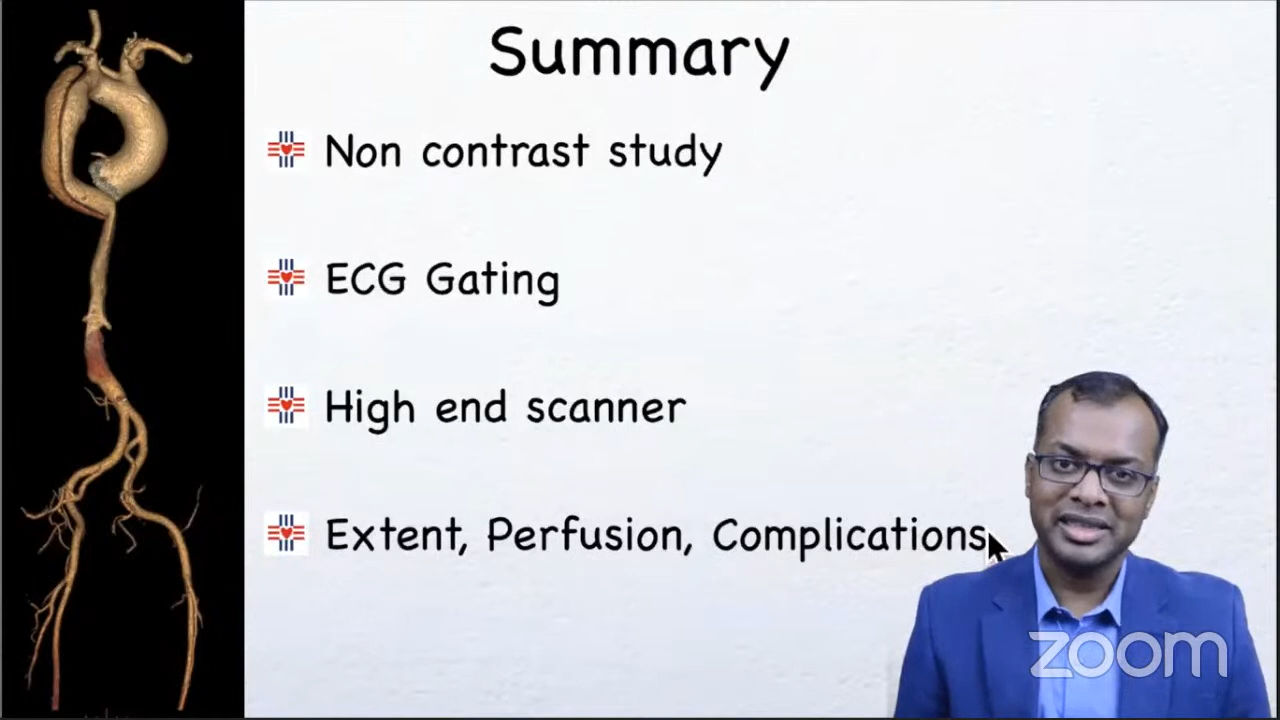 Summary
Non contrast study
ECG Gating
High end scanner
Extent, Perfusion, Complications
zoom